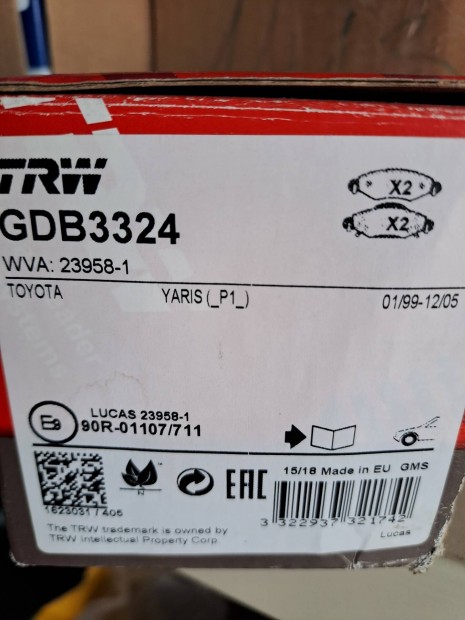 TRW
X2
X2
GDB3324
WVA: 23958-1
TOYOTA YARIS (_P1_) 01/99-12/05
LUCAS 23958-1
E9 90R-01107/711
15/18 Made in EU GMS
EAC
1623031 / 406
3 322937 321742
Lucas
The TRW trademark is owned by
TRW Intellectual Property Corp.